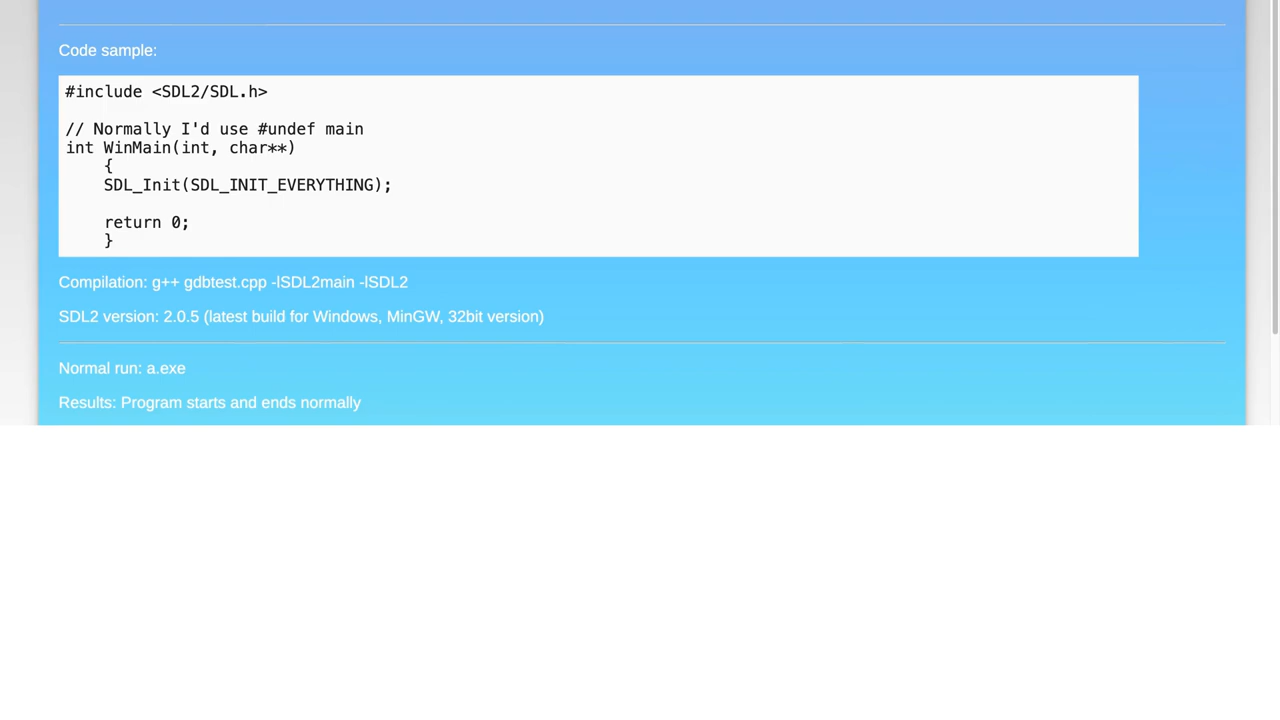 Code sample:
#include <SDL2/SDL.h>
// Normally I'd use #undef main
int WinMain(int, char**)
{
SDL_Init(SDL_INIT_EVERYTHING);
return 0;
}
Compilation: g++ gdbtest.cpp -lSDL2main -lSDL2
SDL2 version: 2.0.5 (latest build for Windows, MinGW, 32bit version)
Normal run: a.exe
Results: Program starts and ends normally